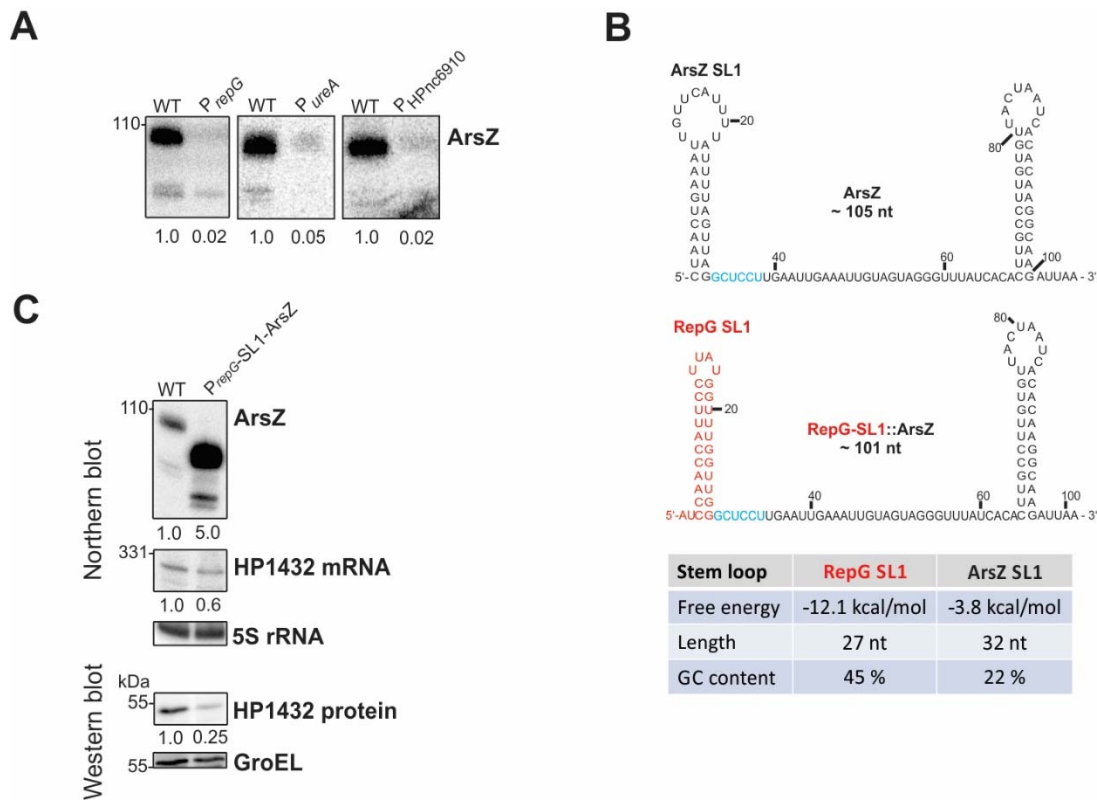 A
WT
P repG
WT
P ureA
WT
P HPnc6910
110
ArsZ
1.0 0.02
1.0 0.05
1.0 0.02
B
ArsZ SL1
20
80
ArsZ
~ 105 nt
40
60
100
5'-CGGCUCCUUGAAUUGAAAUUGUAGUAGGGUUUAUCACACGAUUAA - 3'
RepG SL1
80
20
RepG-SL1::ArsZ
~ 101 nt
40
60
100
5'-AUCGGCUCCUUGAAUUGAAAUUGUAGUAGGGUUUAUCACACGAUUAA - 3'
Stem loop RepG SL1 ArsZ SL1
Free energy -12.1 kcal/mol -3.8 kcal/mol
Length 27 nt 32 nt
GC content 45 % 22 %
C
WT
PrepG-SL1-ArsZ
Northern blot
110
ArsZ
1.0 5.0
331
HP1432 mRNA
1.0 0.6
5S rRNA
Western blot
kDa
55
HP1432 protein
1.0 0.25
55
GroEL